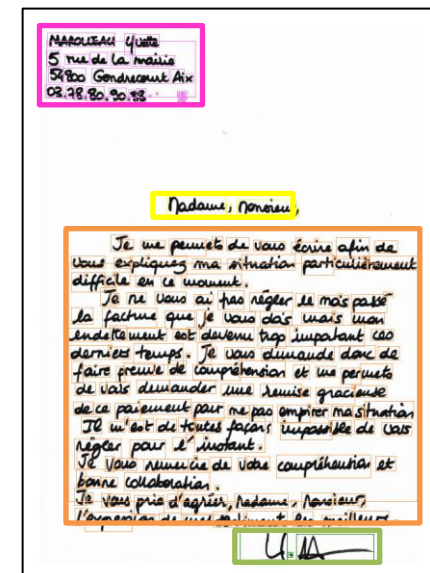 MAROLLEAU Yvette
5 rue de la mairie
54800 Gondrecourt Aix
03.78.80.90.88
Madame, Monsieur,
Je me permets de vous écrire afin de
vous expliquez ma situation particulièrement
difficile en ce moment.
Je ne vous ai pas régler le mois passé
la facture que je vous dois mais mon
endettement est devenu trop important ces
derniers temps. Je vous demande donc de
faire preuve de compréhension et me permets
de vous demander une remise gracieuse
de ce paiement pour me pas empirer ma situation
Il m'est de toutes façons impossible de vous
régler pour l'instant.
Je vous remercie de votre compréhension et
bonne collaboration.
Je vous prie d'agréer, Madame, Monsieur,
l'expression de mes sentiments les meilleurs.